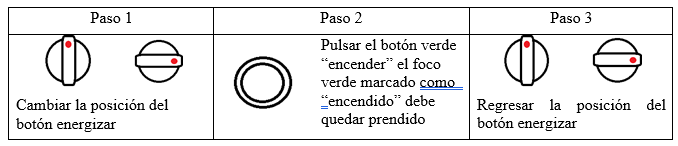 Paso 1
Cambiar la posición del
botón energizar
Paso 2
Pulsar el botón verde
“encender” el foco
verde marcado como
“encendido” debe
quedar prendido
Paso 3
Regresar la posición del
botón energizar